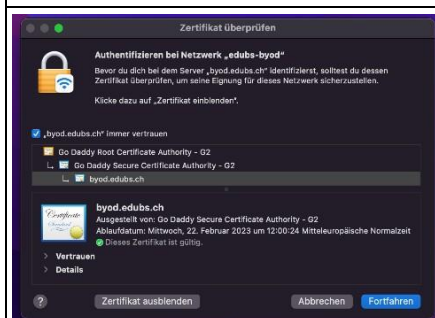 Zertifikat überprüfen
Authentifizieren bei Netzwerk „edubs-byod“
Bevor du dich bei dem Server „byod.edubs.ch“ identifizierst, solltest du dessen
Zertifikat überprüfen, um seine Eignung für dieses Netzwerk sicherzustellen.
Klicke dazu auf „Zertifikat einblenden“.
„byod.edubs.ch“ immer vertrauen
Go Daddy Root Certificate Authority - G2
Go Daddy Secure Certificate Authority - G2
byod.edubs.ch
Certificate
Standard
byod.edubs.ch
Ausgestellt von: Go Daddy Secure Certificate Authority - G2
Ablaufdatum: Mittwoch, 22. Februar 2023 um 12:00:24 Mitteleuropäische Normalzeit
Dieses Zertifikat ist gültig.
> Vertrauen
> Details
? Zertifikat ausblenden Abbrechen Fortfahren